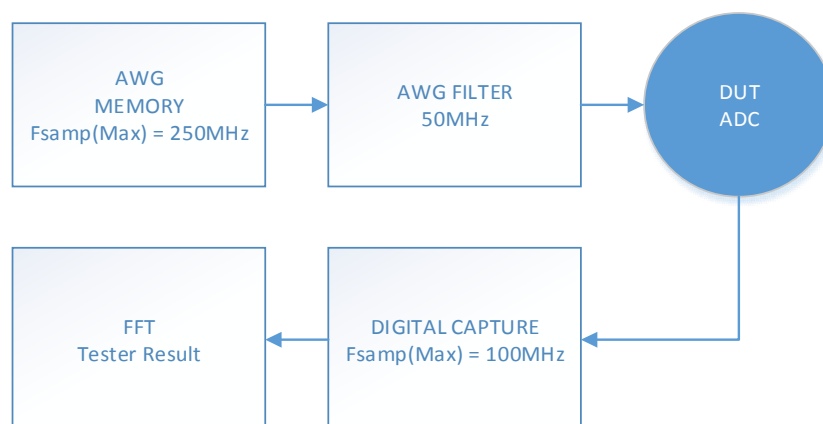 AWG
MEMORY
Fsamp(Max) = 250MHz
AWG FILTER
50MHz
DUT
ADC
FFT
Tester Result
DIGITAL CAPTURE
Fsamp(Max) = 100MHz